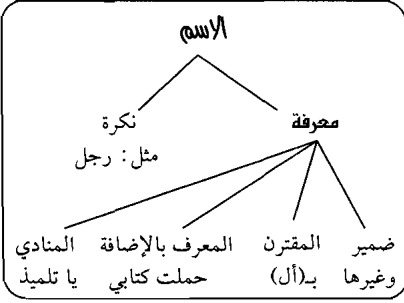 الاسم
معرفة
نكرة
مثل: رجل
ضمير
وغيرها
المقترن
بـ(أل)
المعرف بالإضافة
حملت كتابي
المنادي
يا تلميذ